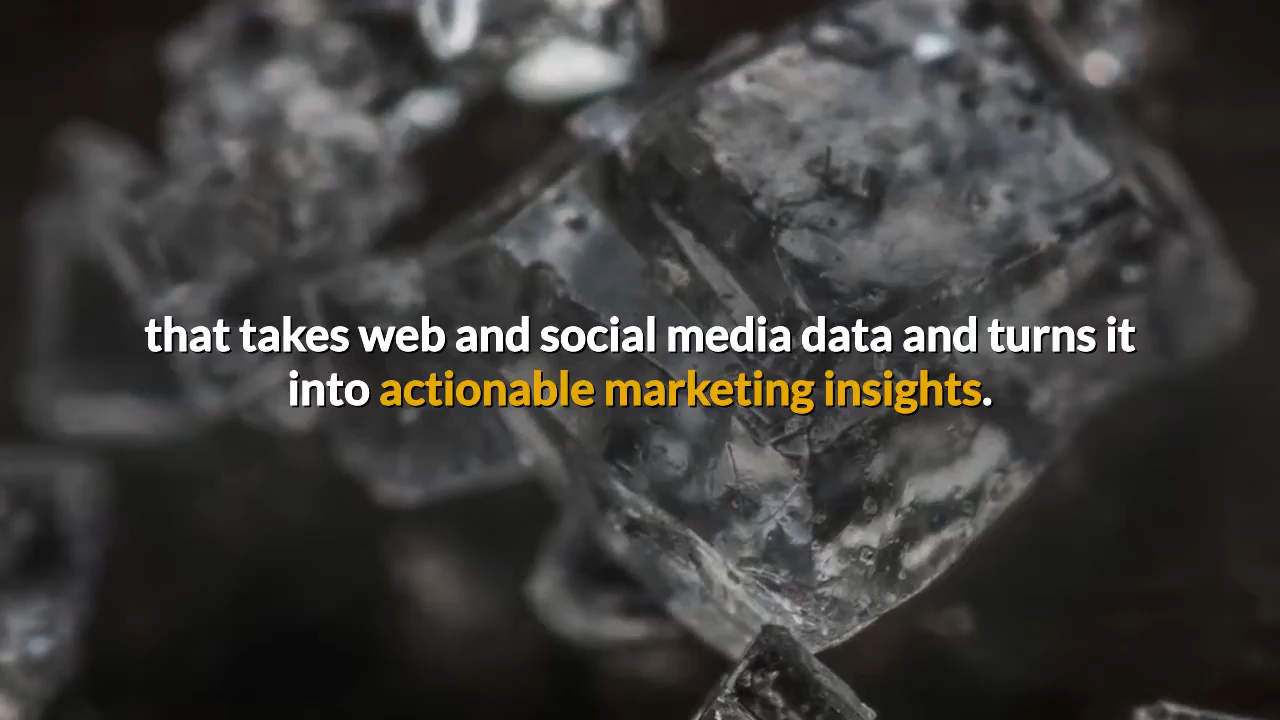 that takes web and social media data and turns it
into actionable marketing insights.